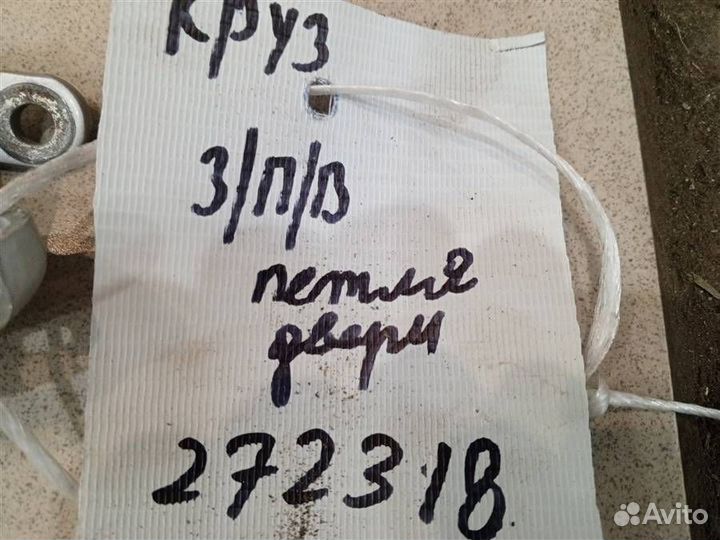 КРУЗ
З/П/В
петля
двери
272318
Avito